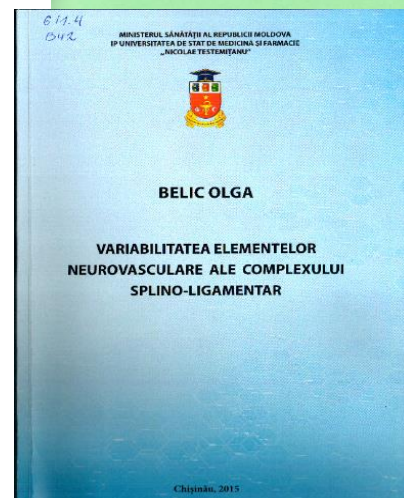 611.4
B42
MINISTERUL SĂNĂTĂȚII AL REPUBLICII MOLDOVA
IP UNIVERSITATEA DE STAT DE MEDICINĂ ȘI FARMACIE
„NICOLAE TESTEMIȚANU”
BELIC OLGA
VARIABILITATEA ELEMENTELOR
NEUROVASCULARE ALE COMPLEXULUI
SPLINO-LIGAMENTAR
Chișinău, 2015